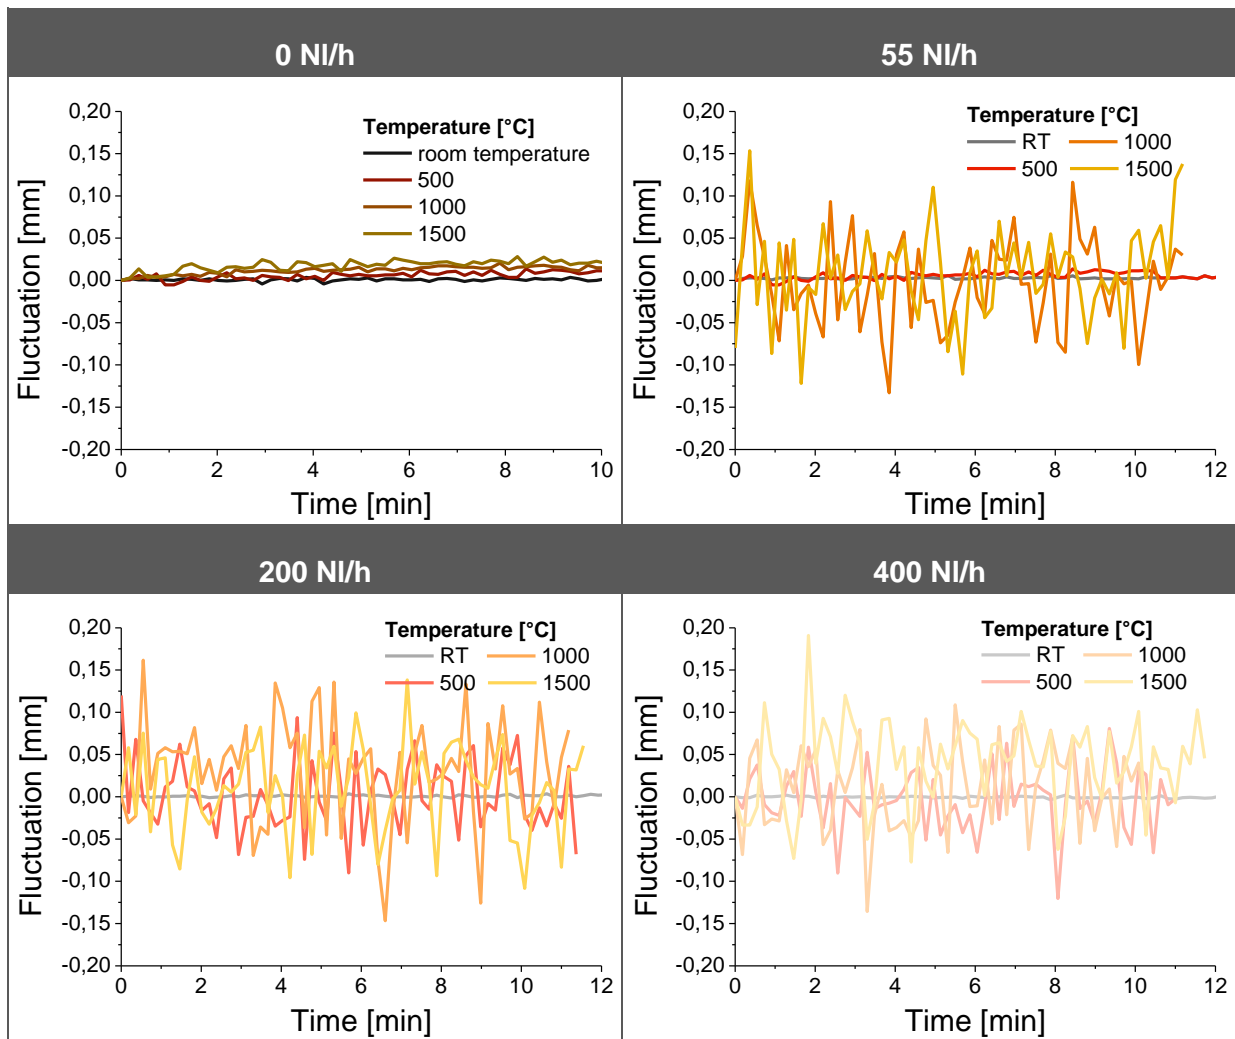 0 Nl/h
55 Nl/h
0,20
0,15
0,10
0,05
0,00
-0,05
-0,10
-0,15
-0,20
Fluctuation [mm]
Temperature [°C]
room temperature
500
1000
1500
0 2 4 6 8 10
Time [min]
0,20
0,15
0,10
0,05
0,00
-0,05
-0,10
-0,15
-0,20
Fluctuation [mm]
Temperature [°C]
RT 1000
500 1500
0 2 4 6 8 10 12
Time [min]
200 Nl/h
400 Nl/h
0,20
0,15
0,10
0,05
0,00
-0,05
-0,10
-0,15
-0,20
Fluctuation [mm]
Temperature [°C]
RT 1000
500 1500
0 2 4 6 8 10 12
Time [min]
0,20
0,15
0,10
0,05
0,00
-0,05
-0,10
-0,15
-0,20
Fluctuation [mm]
Temperature [°C]
RT 1000
500 1500
0 2 4 6 8 10 12
Time [min]